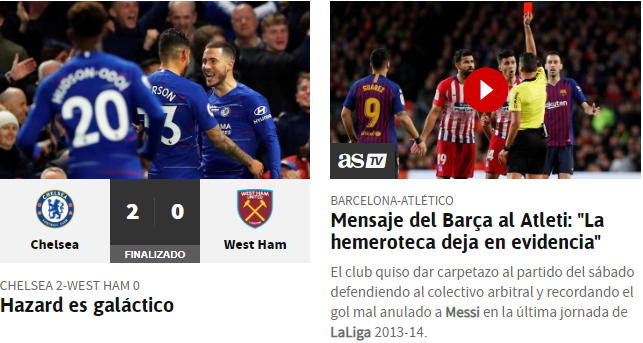 HUDSON-ODOI
20
ERSON
3
HYUNDAI
CHELSEA
WEST HAM
UNITED
Chelsea
2 0
West Ham
FINALIZADO
CHELSEA 2-WEST HAM 0
Hazard es galáctico
SUAREZ
9
19
as TV
BARCELONA-ATLÉTICO
Mensaje del Barça al Atleti: "La
hemeroteca deja en evidencia"
El club quiso dar carpetazo al partido del sábado
defendiendo al colectivo arbitral y recordando el
gol mal anulado a Messi en la última jornada de
LaLiga 2013-14.